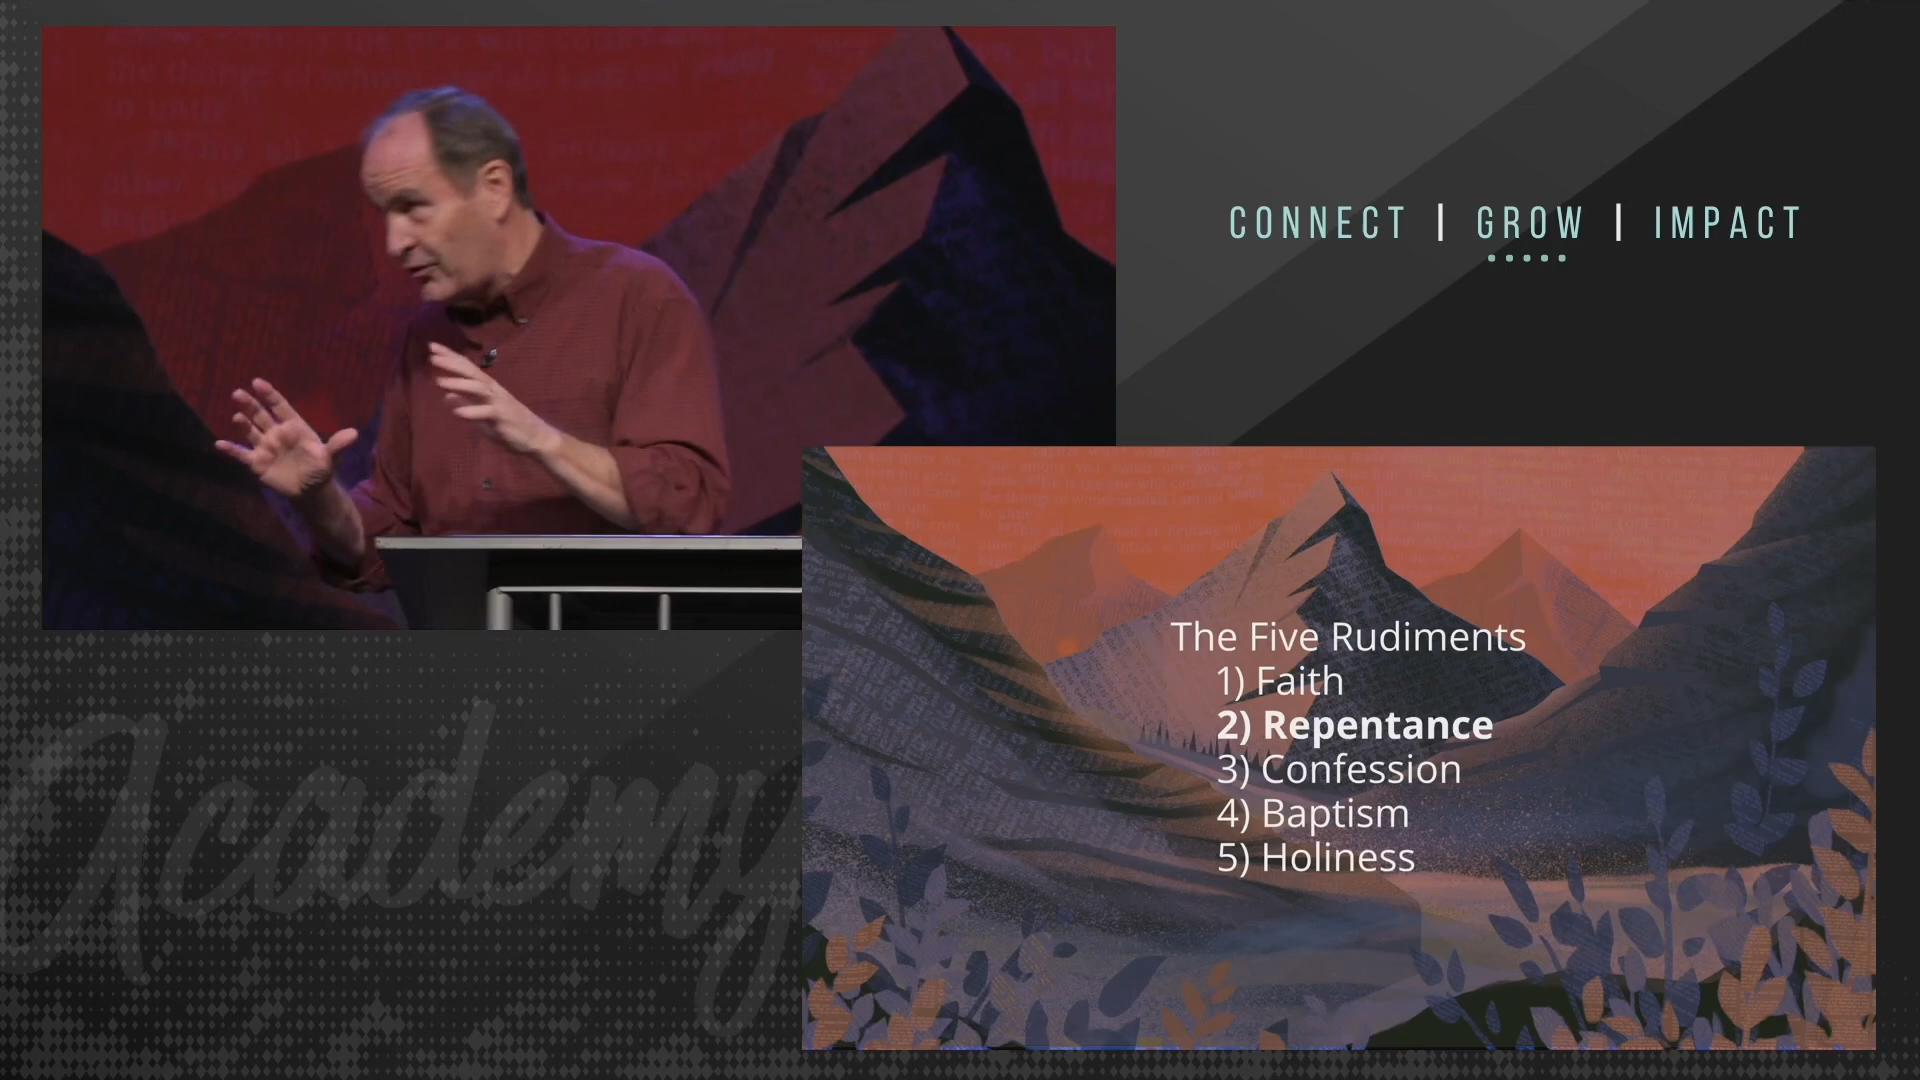 CONNECT | GROW | IMPACT
The Five Rudiments
1) Faith
2) Repentance
3) Confession
4) Baptism
5) Holiness
Academy